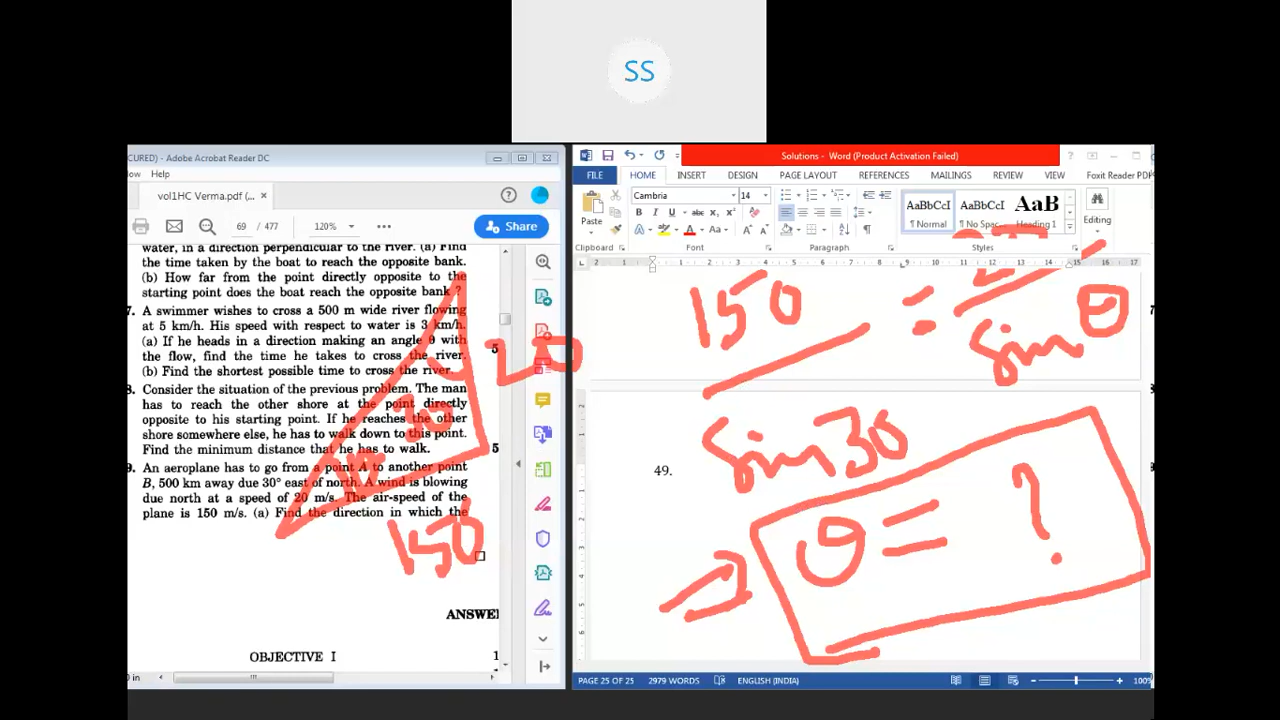 SS
CURED) - Adobe Acrobat Reader DC
Help
vol1HC Verma.pdf (... ×
69 / 477 120% Share
water, in a direction perpendicular to the river. (a) Find
the time taken by the boat to reach the opposite bank.
(b) How far from the point directly opposite to the
starting point does the boat reach the opposite bank ?
7. A swimmer wishes to cross a 500 m wide river flowing
at 5 km/h. His speed with respect to water is 3 km/h.
(a) If he heads in a direction making an angle θ with
the flow, find the time he takes to cross the river.
(b) Find the shortest possible time to cross the river.
8. Consider the situation of the previous problem. The man
has to reach the other shore at the point directly
opposite to his starting point. If he reaches the other
shore somewhere else, he has to walk down to this point.
Find the minimum distance that he has to walk.
9. An aeroplane has to go from a point A to another point
B, 500 km away due 30° east of north. A wind is blowing
due north at a speed of 20 m/s. The air-speed of the
plane is 150 m/s. (a) Find the direction in which the
20
30
150
ANSWE
OBJECTIVE I
Solutions - Word (Product Activation Failed)
FILE HOME INSERT DESIGN PAGE LAYOUT REFERENCES MAILINGS REVIEW VIEW Foxit Reader PD
Cambria 14
Paste
AaBbCcI AaBbCcI AaB
¶ Normal ¶ No Spac... Heading 1
Editing
Clipboard Font Paragraph Styles
150 =
sin θ
sin 30
49.
⇒ θ = ?
PAGE 25 OF 25 2979 WORDS ENGLISH (INDIA) 100%